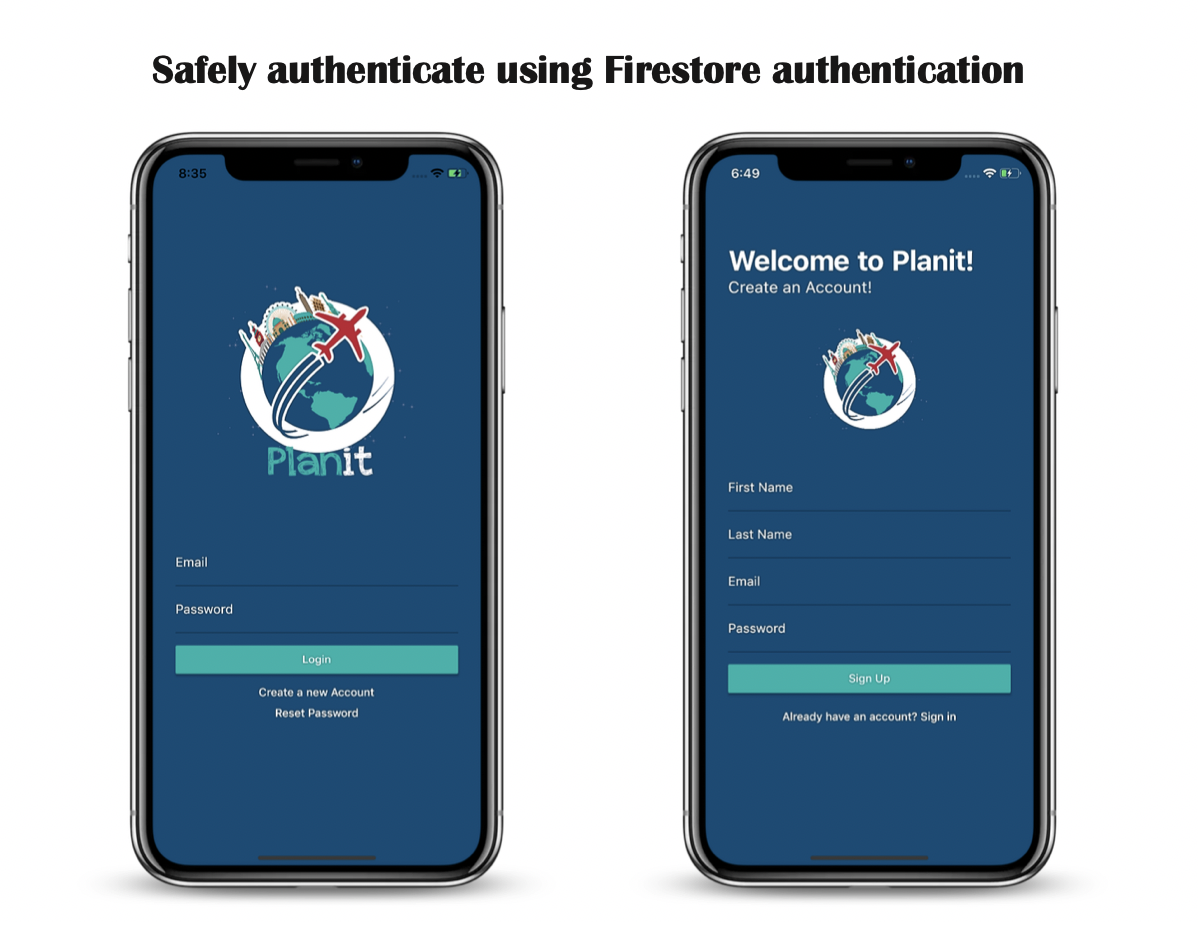 Safely authenticate using Firestore authentication
8:35
Planit
Email
Password
Login
Create a new Account
Reset Password
6:49
Welcome to Planit!
Create an Account!
First Name
Last Name
Email
Password
Sign Up
Already have an account? Sign in